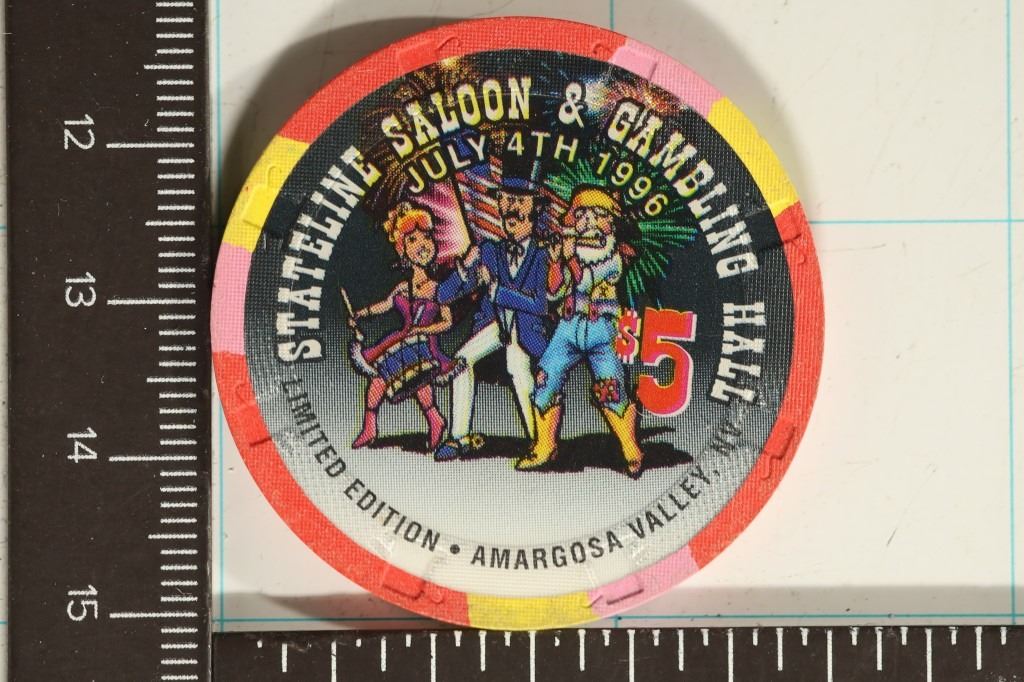 STATELINE SALOON & GAMBLING HALL
JULY 4TH 1996
$5
LIMITED EDITION • AMARGOSA VALLEY, NV.
12
13
14
15